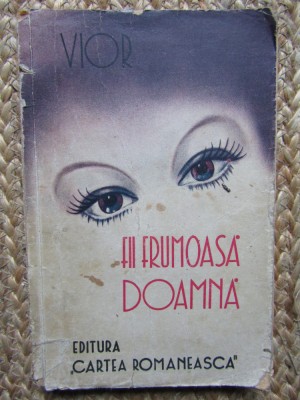 VIOR
FII FRUMOASĂ
DOAMNĂ
EDITURA
„CARTEA ROMANEASCA"